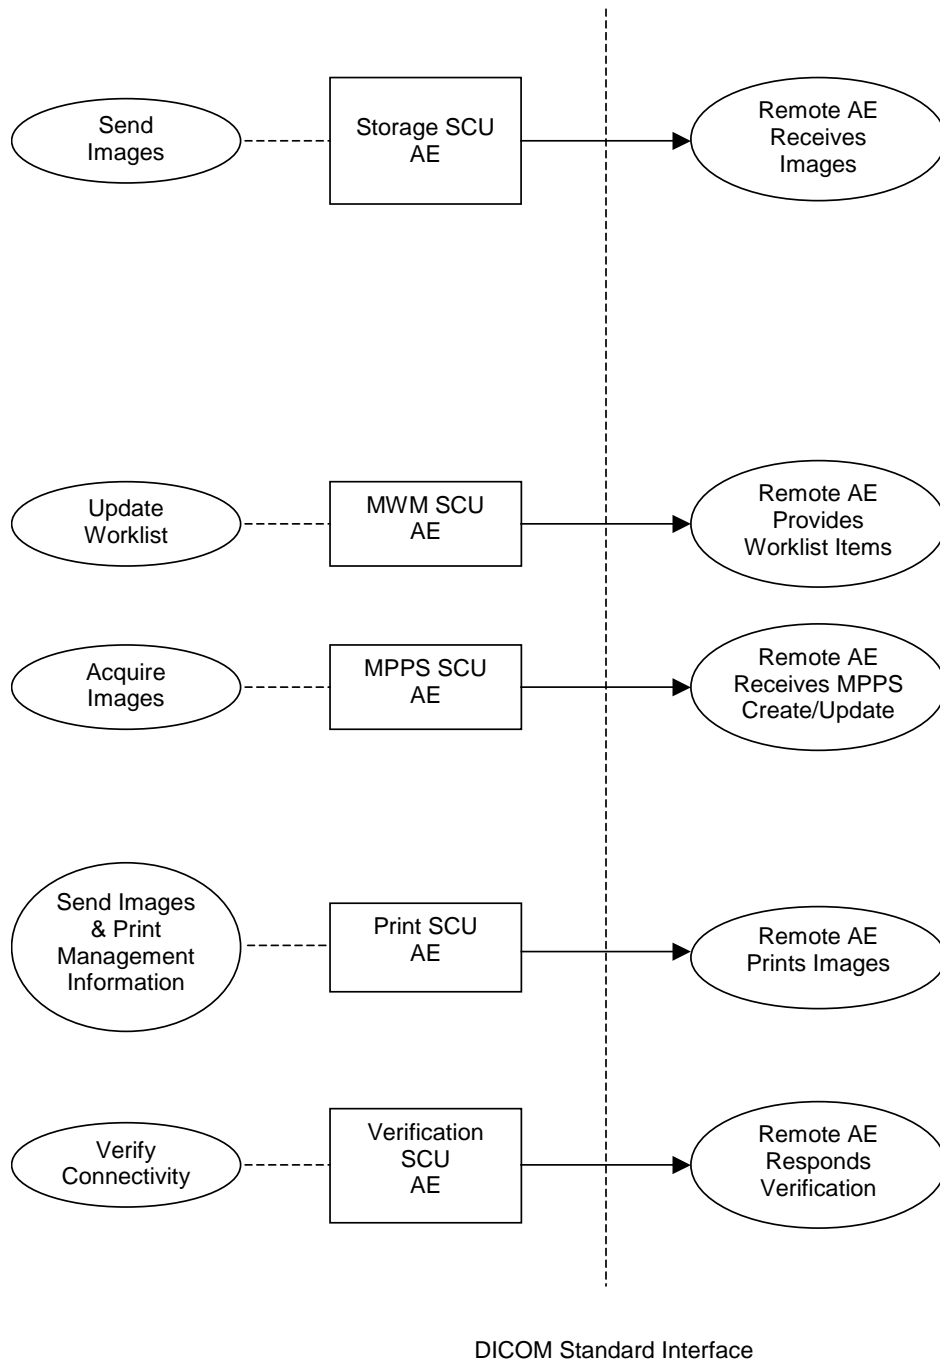 Send
Images
Storage SCU
AE
Remote AE
Receives
Images
Update
Worklist
MWM SCU
AE
Remote AE
Provides
Worklist Items
Acquire
Images
MPPS SCU
AE
Remote AE
Receives MPPS
Create/Update
Send Images
& Print
Management
Information
Print SCU
AE
Remote AE
Prints Images
Verify
Connectivity
Verification
SCU
AE
Remote AE
Responds
Verification
DICOM Standard Interface